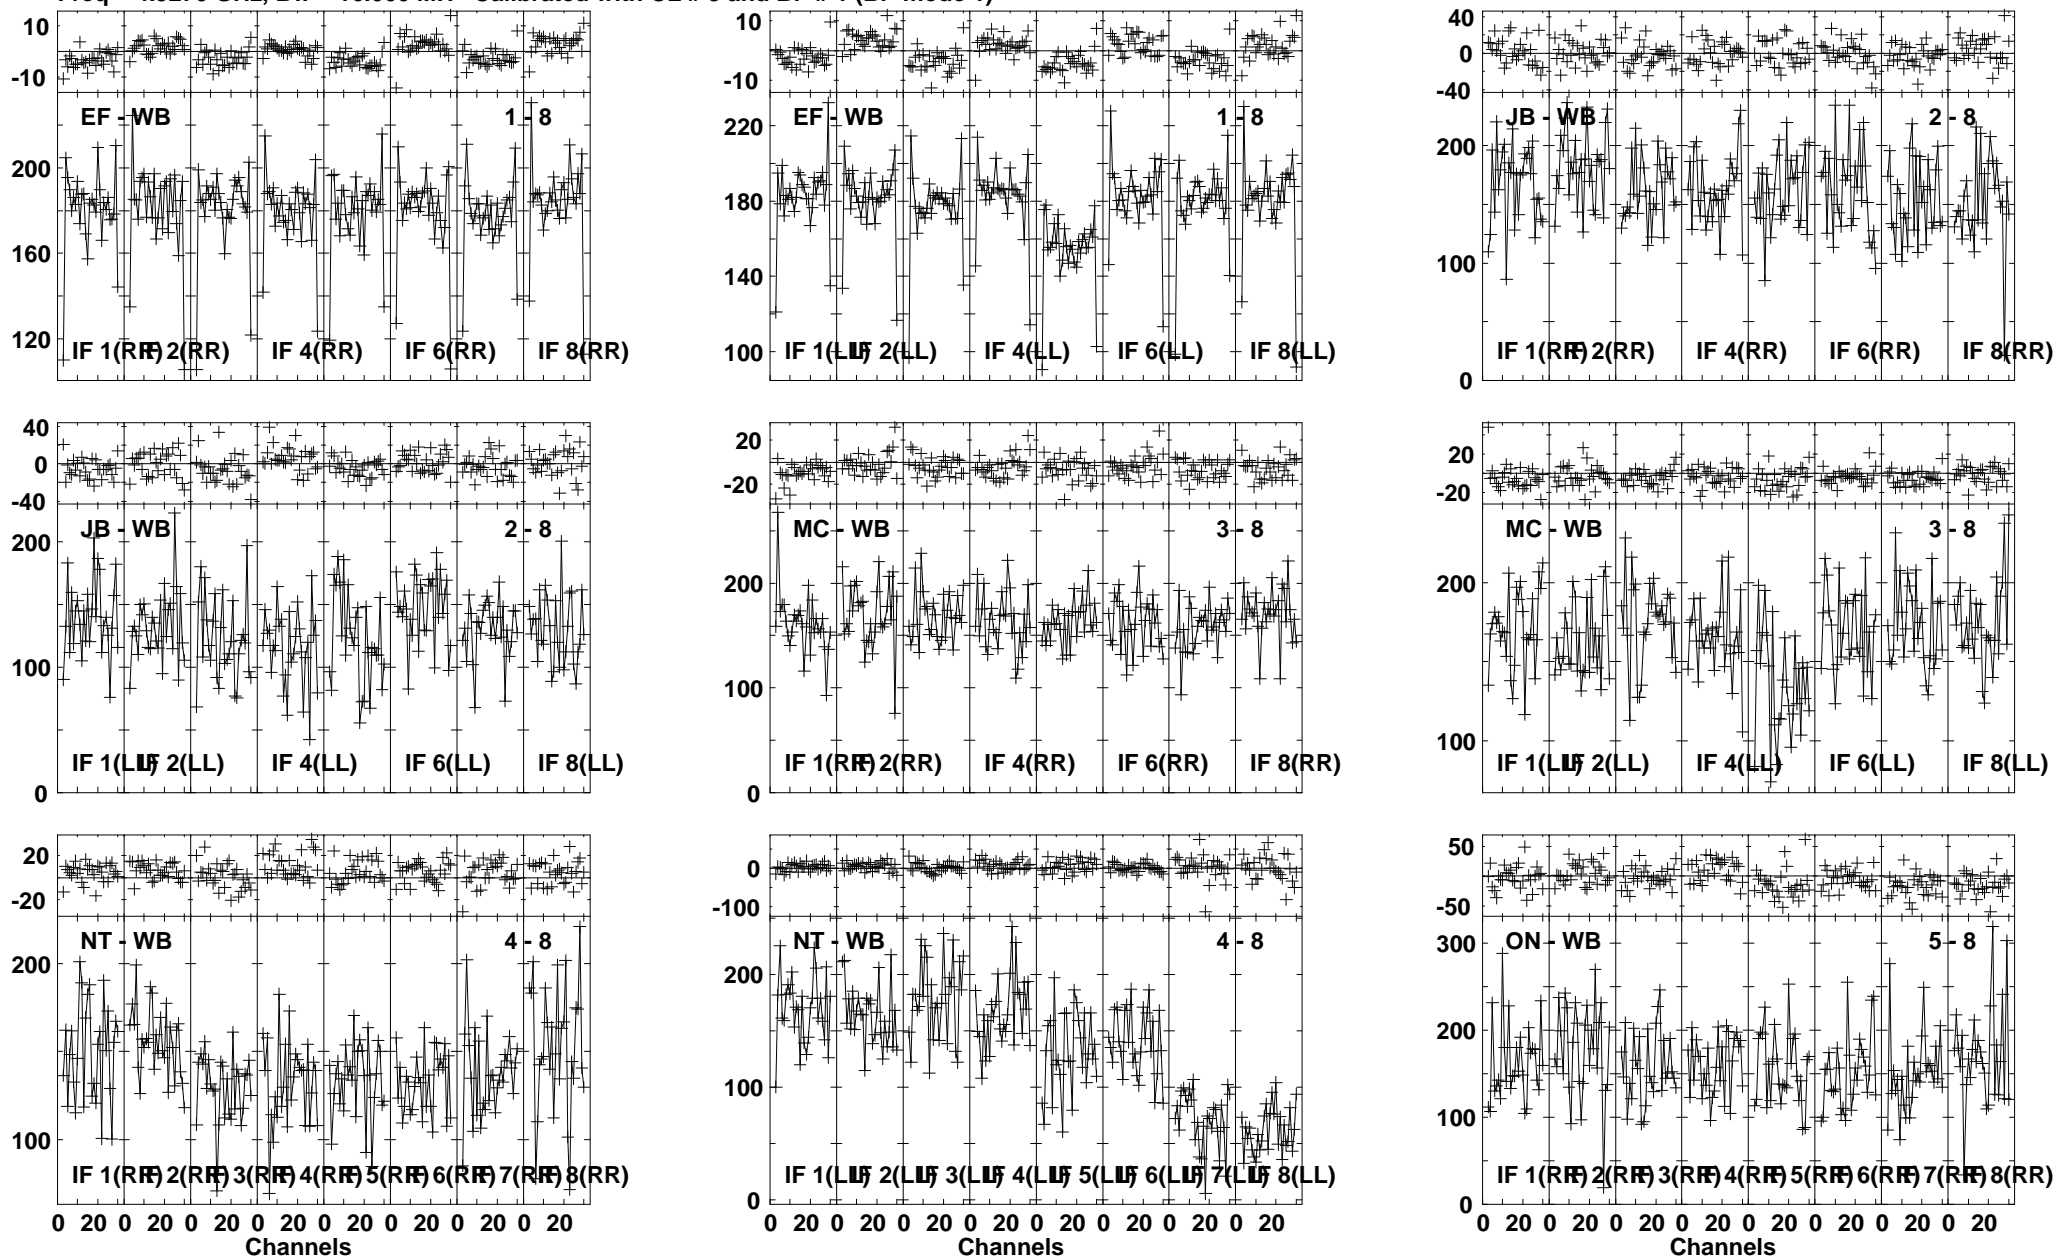 10
-10
EF - WB
1 - 8
200
160
120
IF 1(RR)
IF 2(RR)
IF 4(RR)
IF 6(RR)
IF 8(RR)
10
-10
EF - WB
1 - 8
220
180
140
100
IF 1(LL)
IF 2(LL)
IF 4(LL)
IF 6(LL)
IF 8(LL)
40
0
-40
JB - WB
2 - 8
200
100
0
IF 1(RR)
IF 2(RR)
IF 4(RR)
IF 6(RR)
IF 8(RR)
40
0
-40
JB - WB
2 - 8
200
100
0
IF 1(LL)
IF 2(LL)
IF 4(LL)
IF 6(LL)
IF 8(LL)
20
-20
MC - WB
3 - 8
200
100
0
IF 1(RR)
IF 2(RR)
IF 4(RR)
IF 6(RR)
IF 8(RR)
20
-20
MC - WB
3 - 8
200
100
IF 1(LL)
IF 2(LL)
IF 4(LL)
IF 6(LL)
IF 8(LL)
20
-20
NT - WB
4 - 8
200
100
IF 1(RR)
IF 2(RR)
IF 3(RR)
IF 4(RR)
IF 5(RR)
IF 6(RR)
IF 7(RR)
IF 8(RR)
0 20 0 20 0 20 0 20 0 20 0 20 0 20 0 20
Channels
0
-100
NT - WB
4 - 8
200
100
0
IF 1(LL)
IF 2(LL)
IF 3(LL)
IF 4(LL)
IF 5(LL)
IF 6(LL)
IF 7(LL)
IF 8(LL)
0 20 0 20 0 20 0 20 0 20 0 20 0 20 0 20
Channels
50
-50
ON - WB
5 - 8
300
200
100
0
IF 1(RR)
IF 2(RR)
IF 3(RR)
IF 4(RR)
IF 5(RR)
IF 6(RR)
IF 7(RR)
IF 8(RR)
0 20 0 20 0 20 0 20 0 20 0 20 0 20 0 20
Channels